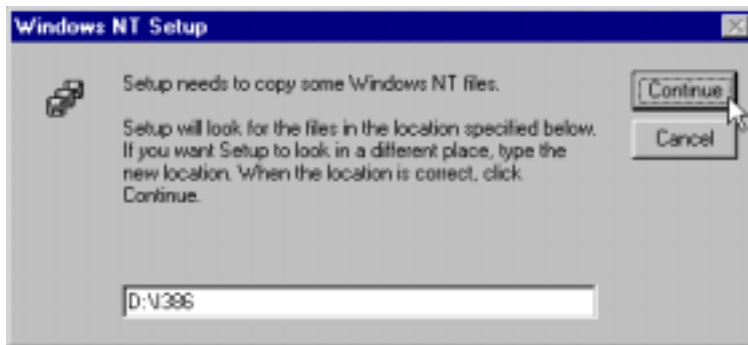 Windows NT Setup
Setup needs to copy some Windows NT files.
Setup will look for the files in the location specified below.
If you want Setup to look in a different place, type the
new location. When the location is correct, click
Continue.
D:\I386
Continue
Cancel